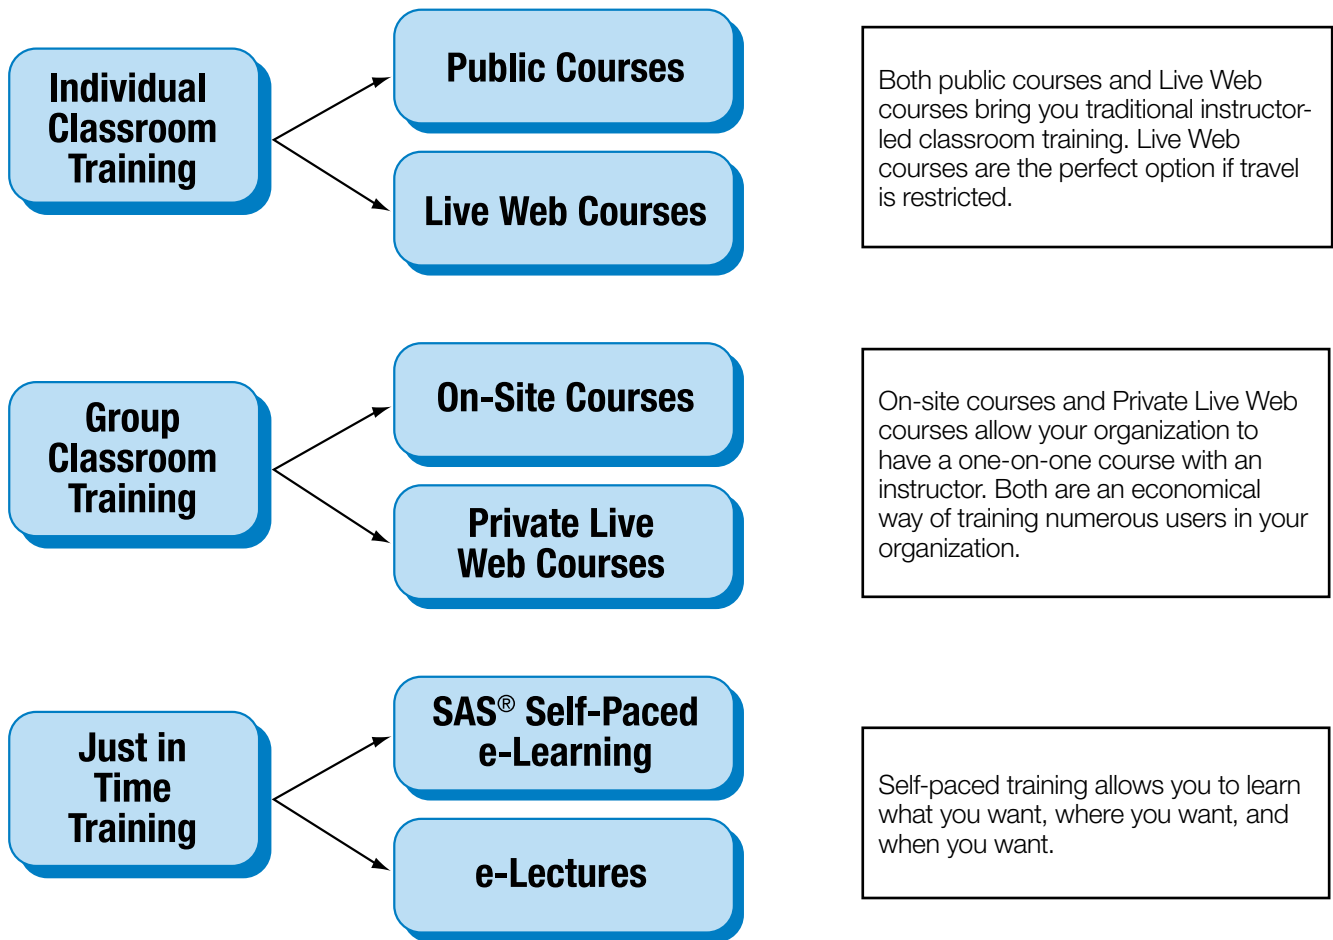 Individual
Classroom
Training
Public Courses
Live Web Courses
Both public courses and Live Web
courses bring you traditional instructor-
led classroom training. Live Web
courses are the perfect option if travel
is restricted.
Group
Classroom
Training
On-Site Courses
Private Live
Web Courses
On-site courses and Private Live Web
courses allow your organization to
have a one-on-one course with an
instructor. Both are an economical
way of training numerous users in your
organization.
Just in
Time
Training
SAS® Self-Paced
e-Learning
e-Lectures
Self-paced training allows you to learn
what you want, where you want, and
when you want.